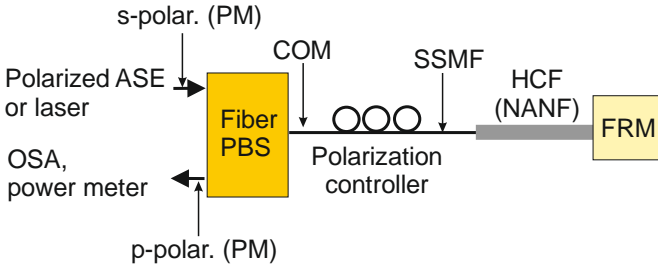 s-polar. (PM)
Polarized ASE
or laser
OSA,
power meter
p-polar. (PM)
Fiber
PBS
COM
Polarization
controller
SSMF
HCF
(NANF)
FRM